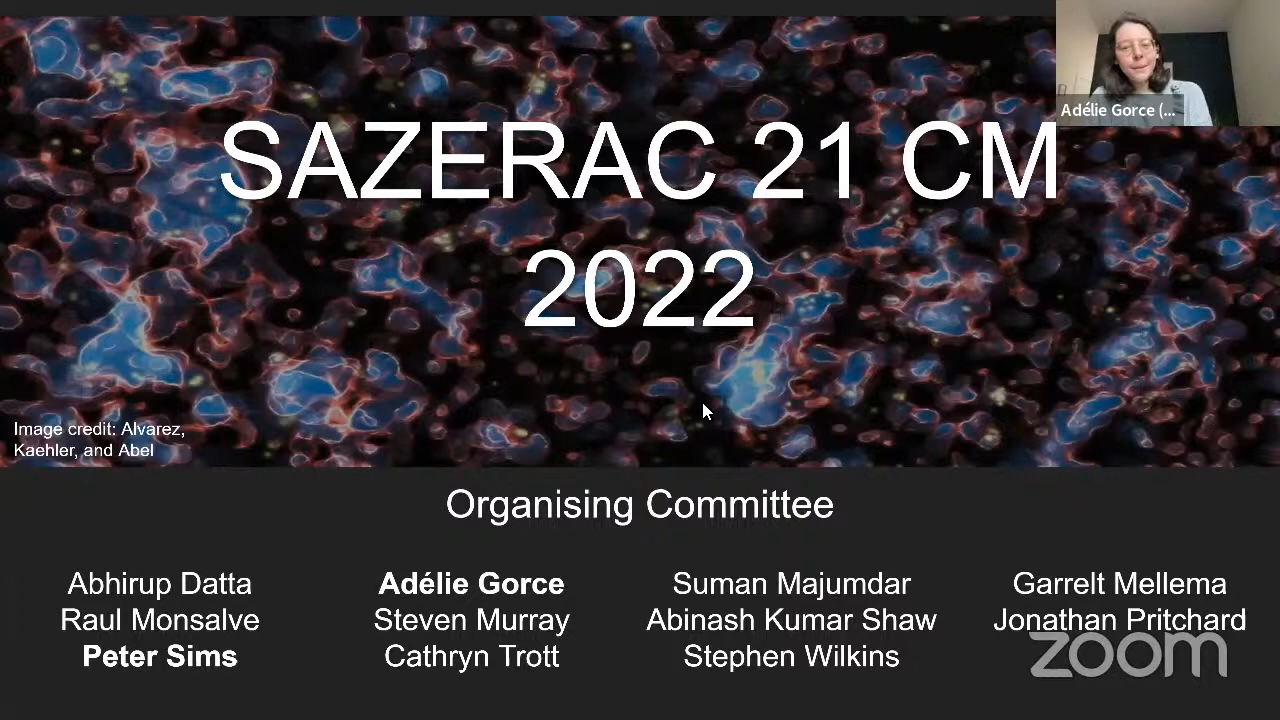 Adélie Gorce (...
SAZERAC 21 CM
2022
Image credit: Alvarez,
Kaehler, and Abel
Organising Committee
Abhirup Datta
Raul Monsalve
Peter Sims
Adélie Gorce
Steven Murray
Cathryn Trott
Suman Majumdar
Abinash Kumar Shaw
Stephen Wilkins
Garrelt Mellema
Jonathan Pritchard
zoom